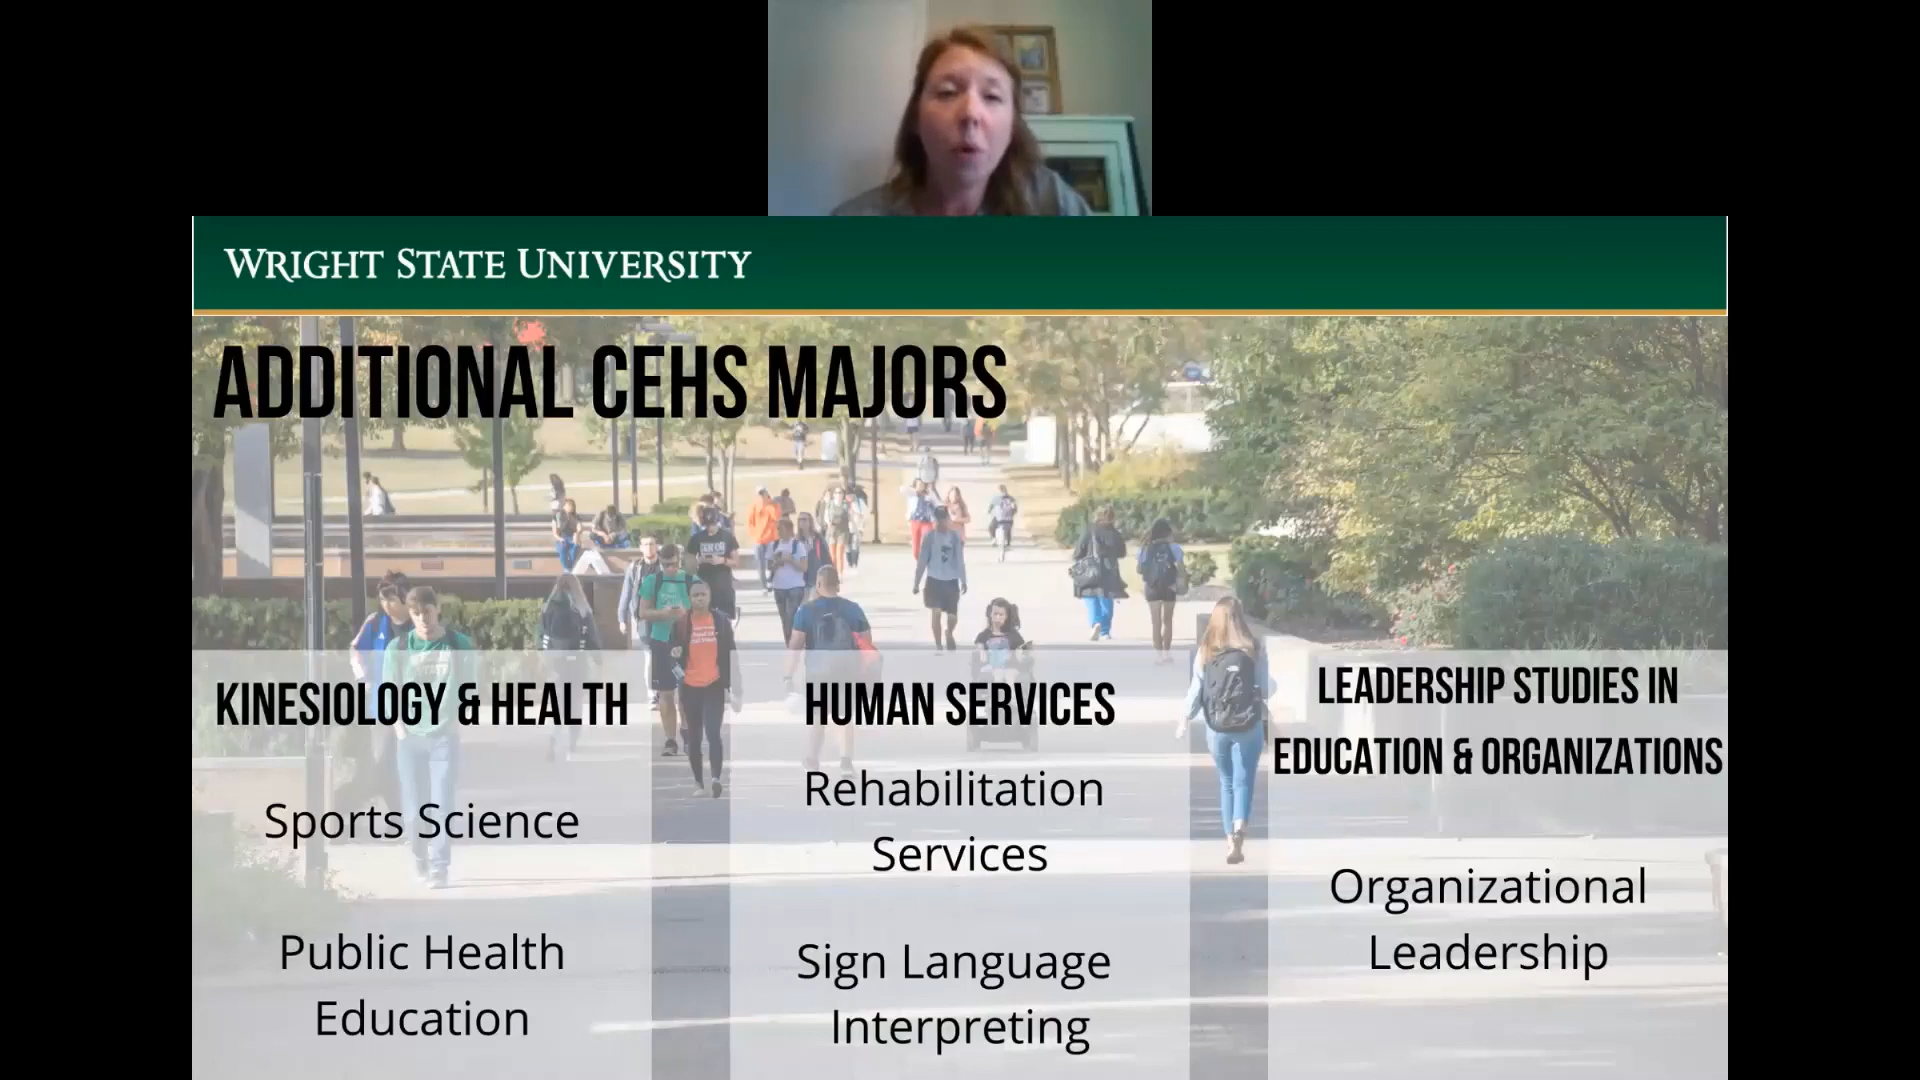 WRIGHT STATE UNIVERSITY
ADDITIONAL CEHS MAJORS
KINESIOLOGY & HEALTH
Sports Science
Public Health
Education
HUMAN SERVICES
Rehabilitation
Services
Sign Language
Interpreting
LEADERSHIP STUDIES IN
EDUCATION & ORGANIZATIONS
Organizational
Leadership